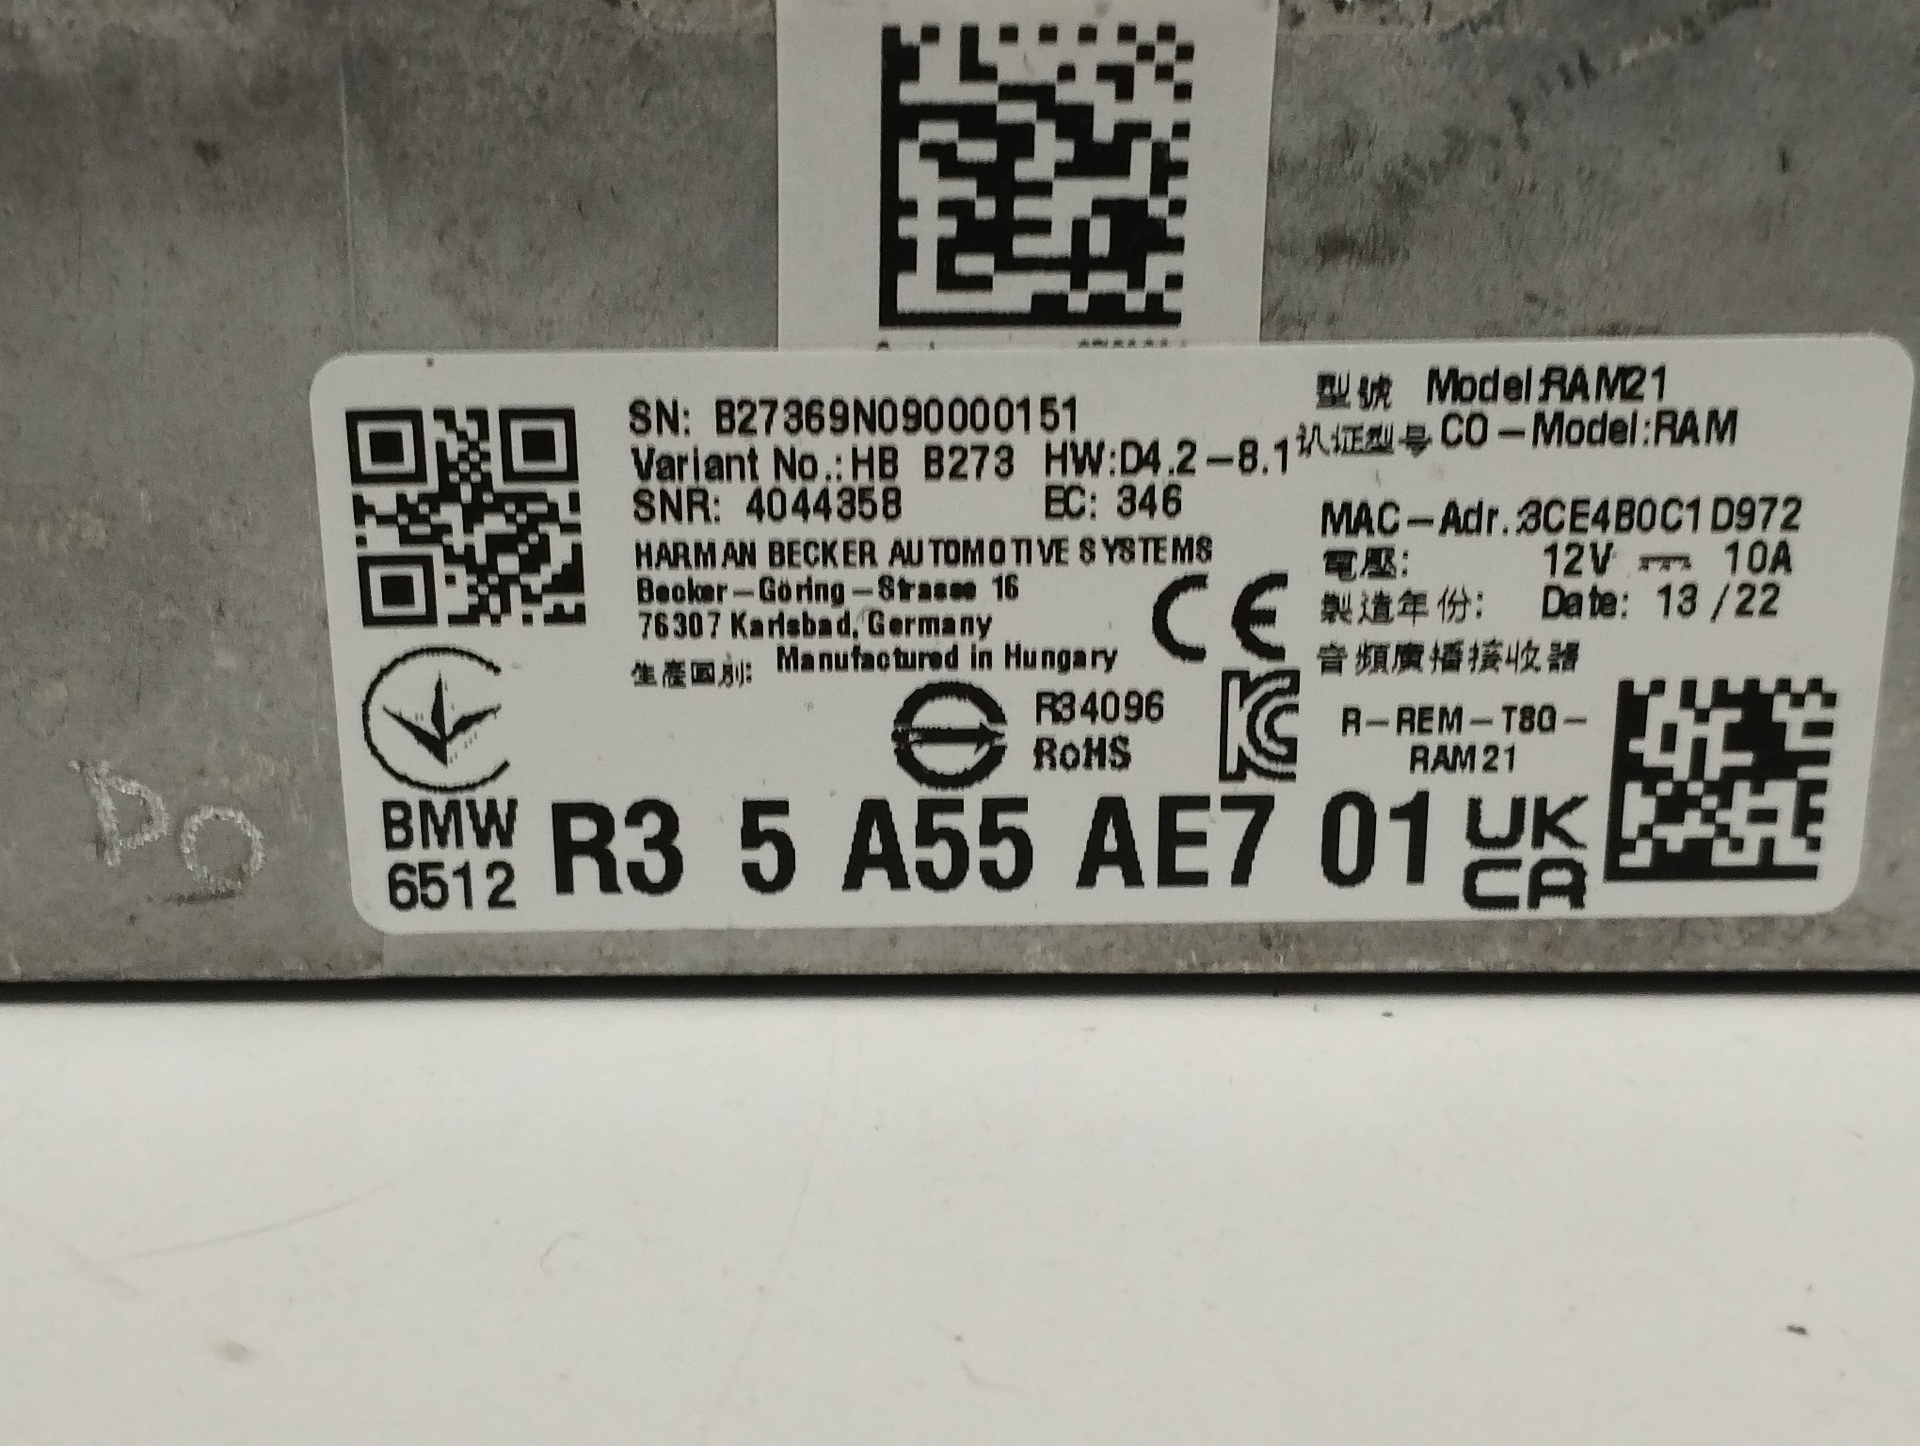 SN: B27369N090000151
Variant No.:HB B273 HW:D4.2-8.1
SNR: 4044358 EC: 346
HARMAN BECKER AUTOMOTIVE SYSTEMS
Becker-Göring-Strasse 16
76307 Karlsbad, Germany
生產國別: Manufactured in Hungary
CE
R34096
RoHS
型號 Model:RAM21
认证型号 CO-Model:RAM
MAC-Adr.:3CE4B0C1D972
電壓: 12V 10A
製造年份: Date: 13/22
音頻廣播接收器
R-REM-T8G-
RAM21
BMW
6512
R3 5 A55 AE7 01
UK
CA
DO